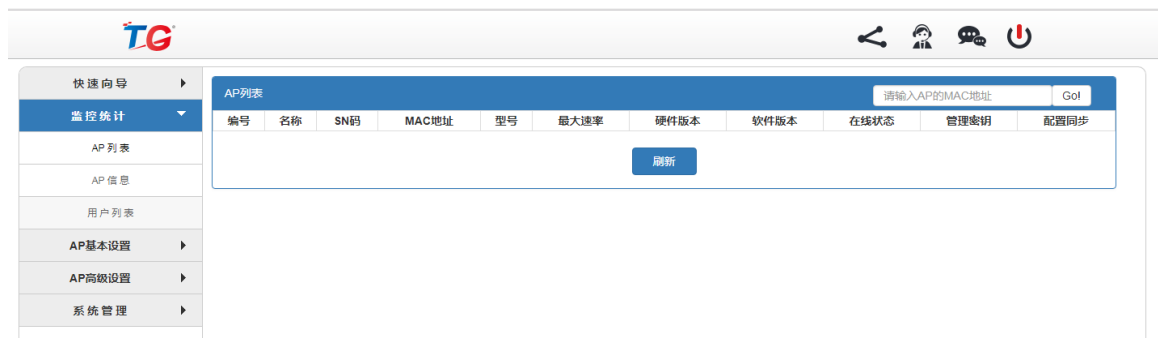 TG
快速向导
监控统计
AP列表
AP信息
用户列表
AP基本设置
AP高级设置
系统管理
AP列表 请输入AP的MAC地址 Go!
编号 名称 SN码 MAC地址 型号 最大速率 硬件版本 软件版本 在线状态 管理密钥 配置同步
刷新